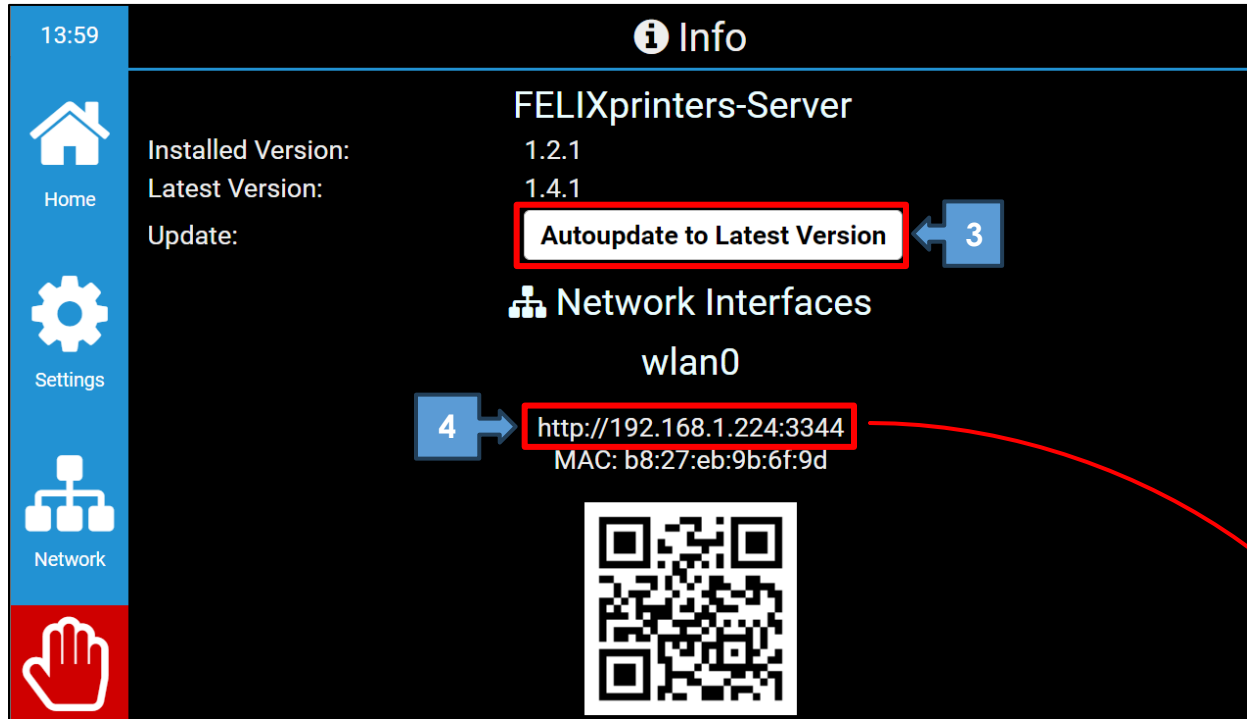 13:59
Info
Home
Settings
Network
FELIXprinters-Server
Installed Version: 1.2.1
Latest Version: 1.4.1
Update: Autoupdate to Latest Version
3
Network Interfaces
wlan0
4
http://192.168.1.224:3344
MAC: b8:27:eb:9b:6f:9d